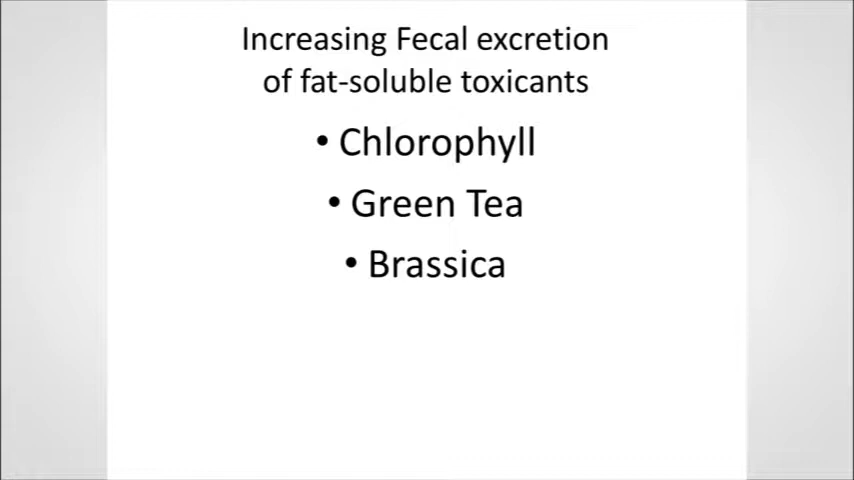 Increasing Fecal excretion
of fat-soluble toxicants
• Chlorophyll
• Green Tea
• Brassica